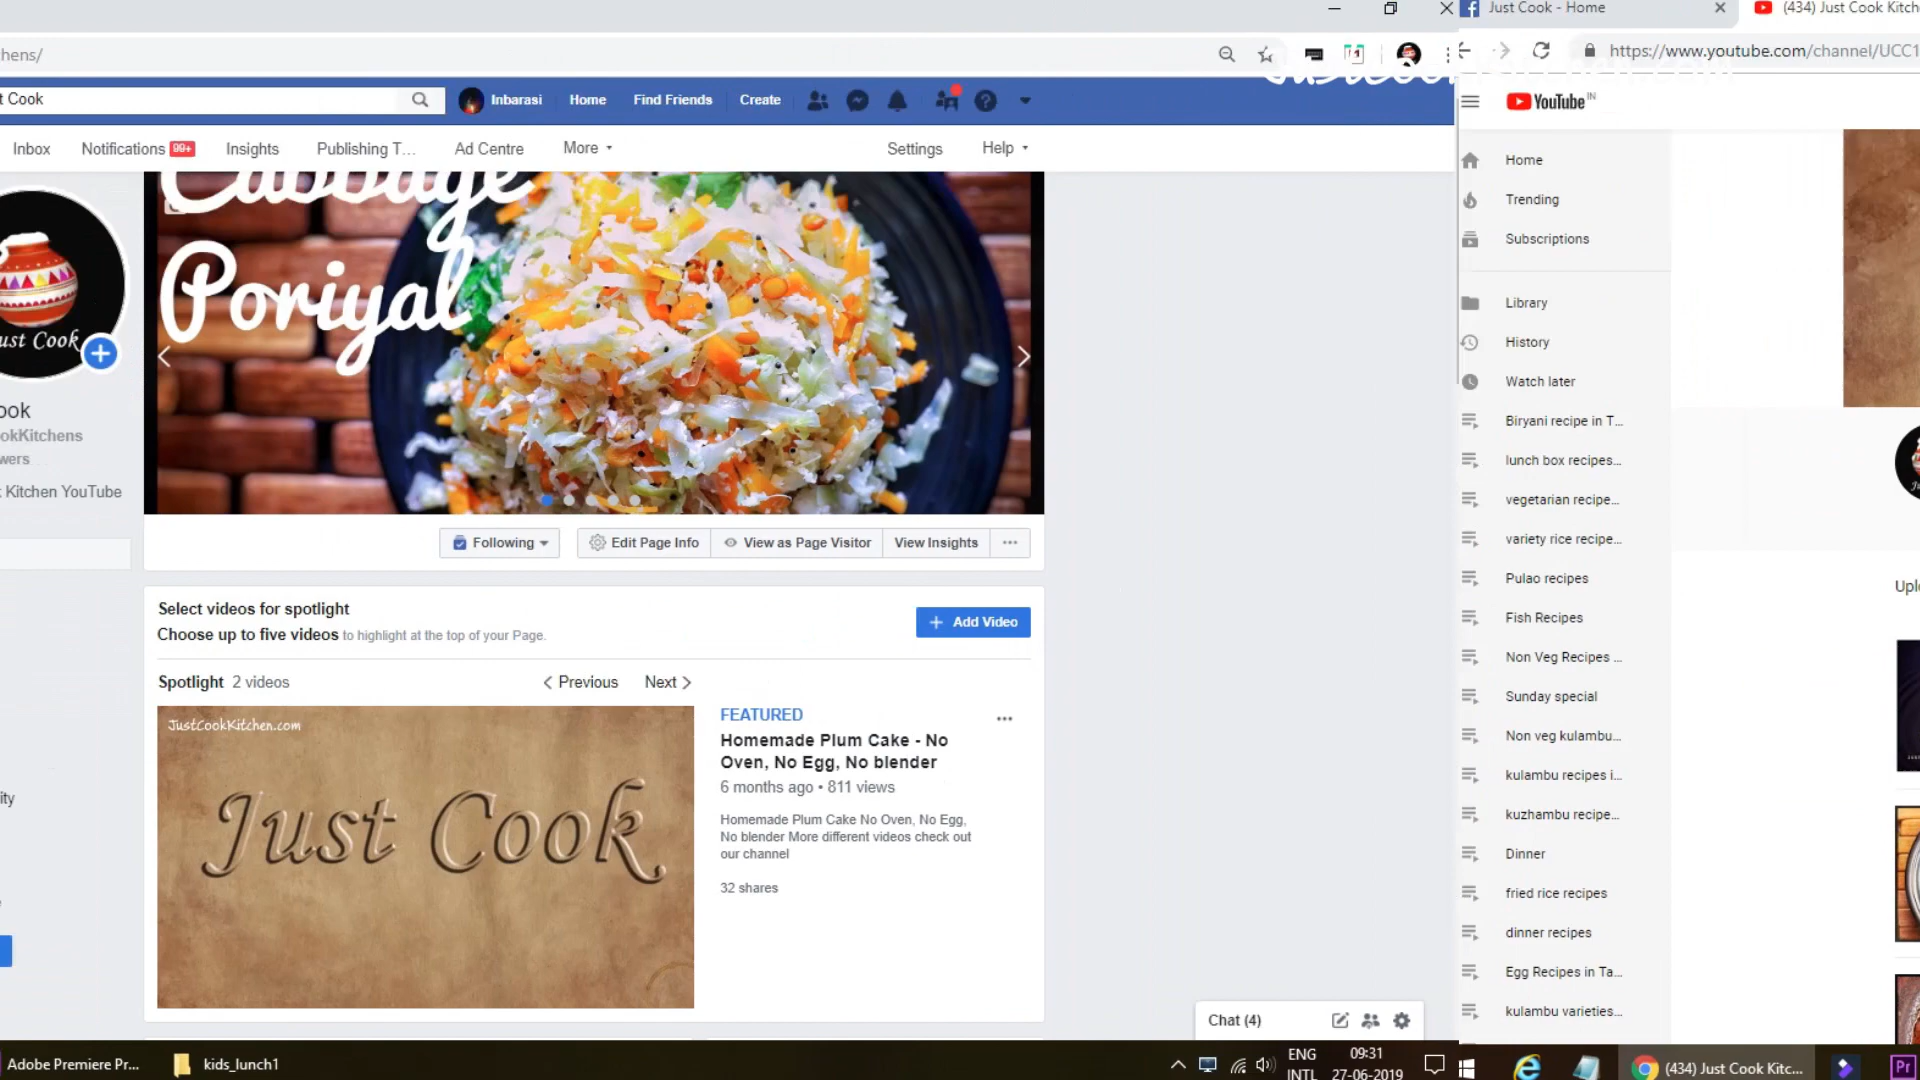 hens/
t Cook
Inbarasi
Home
Find Friends
Create
Inbox
Notifications 99+
Insights
Publishing T...
Ad Centre
More
Settings
Help
Cabbage
Poriyal
ust Cook
ook
okKitchens
wers
Kitchen YouTube
Following
Edit Page Info
View as Page Visitor
View Insights
Select videos for spotlight
Choose up to five videos to highlight at the top of your Page.
+ Add Video
Spotlight 2 videos
Previous
Next
JustCookKitchen.com
Just Cook
FEATURED
Homemade Plum Cake - No
Oven, No Egg, No blender
6 months ago • 811 views
Homemade Plum Cake No Oven, No Egg,
No blender More different videos check out
our channel
32 shares
ity
Chat (4)
Adobe Premiere Pr...
kids_lunch1
ENG
INTL
09:31
27-06-2019
Just Cook - Home
(434) Just Cook Kitch
https://www.youtube.com/channel/UCC1
YouTube IN
Home
Trending
Subscriptions
Library
History
Watch later
Biryani recipe in T...
lunch box recipes...
vegetarian recipe...
variety rice recipe...
Pulao recipes
Fish Recipes
Non Veg Recipes ...
Sunday special
Non veg kulambu...
kulambu recipes i...
kuzhambu recipe...
Dinner
fried rice recipes
dinner recipes
Egg Recipes in Ta...
kulambu varieties...
Uplo
(434) Just Cook Kitc...
Pr